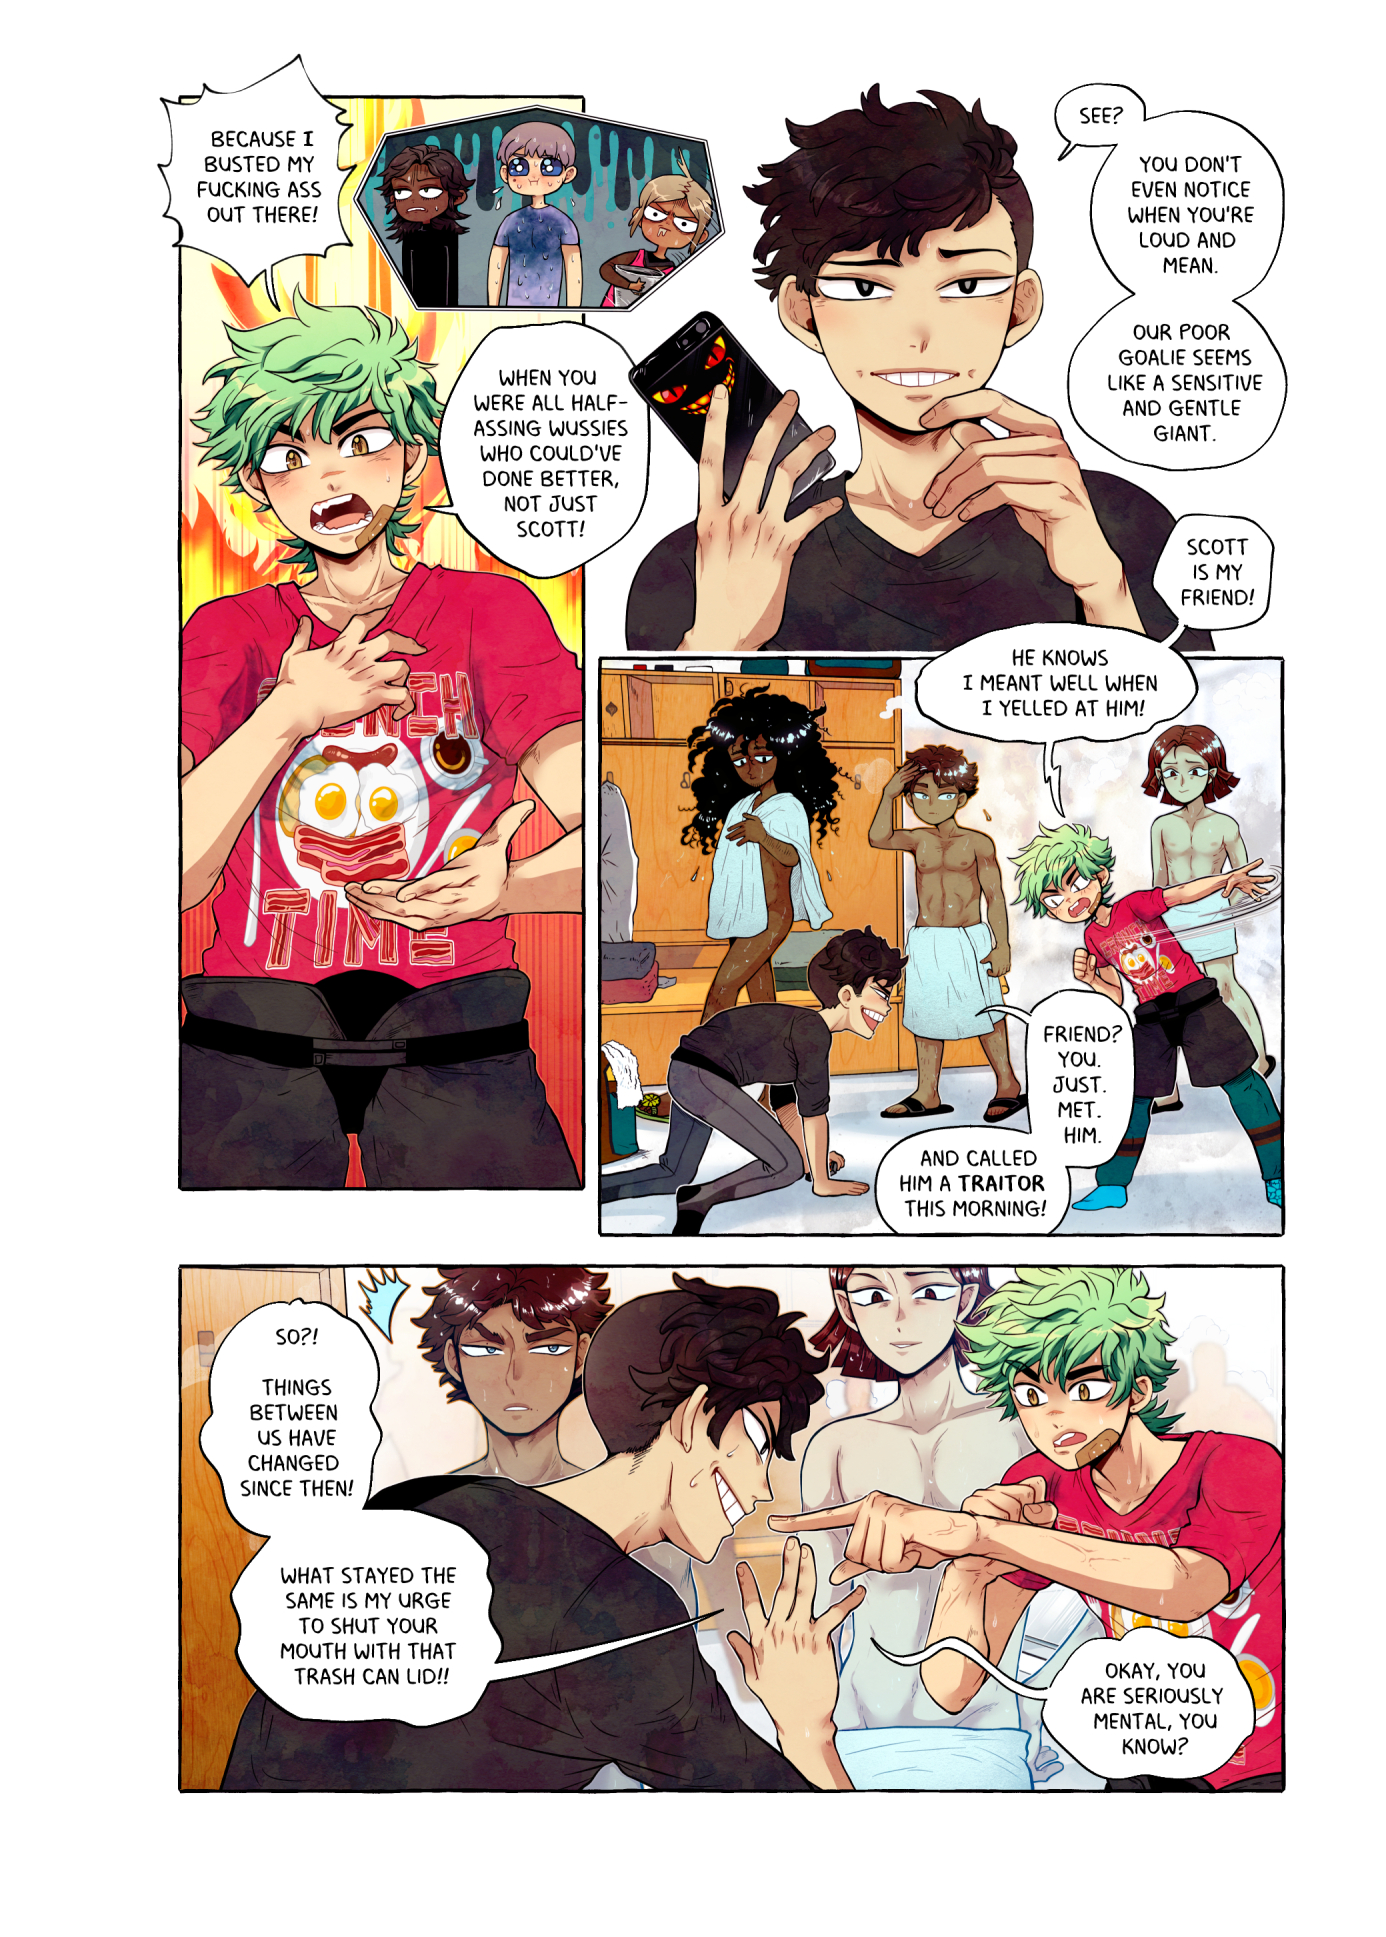 BECAUSE I
BUSTED MY
FUCKING ASS
OUT THERE!
WHEN YOU
WERE ALL HALF-
ASSING WUSSIES
WHO COULD'VE
DONE BETTER,
NOT JUST
SCOTT!
SEE?
YOU DON'T
EVEN NOTICE
WHEN YOU'RE
LOUD AND
MEAN.
OUR POOR
GOALIE SEEMS
LIKE A SENSITIVE
AND GENTLE
GIANT.
SCOTT
IS MY
FRIEND!
HE KNOWS
I MEANT WELL WHEN
I YELLED AT HIM!
FRIEND?
YOU.
JUST.
MET.
HIM.
AND CALLED
HIM A TRAITOR
THIS MORNING!
TIME
SO?!
THINGS
BETWEEN
US HAVE
CHANGED
SINCE THEN!
WHAT STAYED THE
SAME IS MY URGE
TO SHUT YOUR
MOUTH WITH THAT
TRASH CAN LID!!
OKAY, YOU
ARE SERIOUSLY
MENTAL, YOU
KNOW?